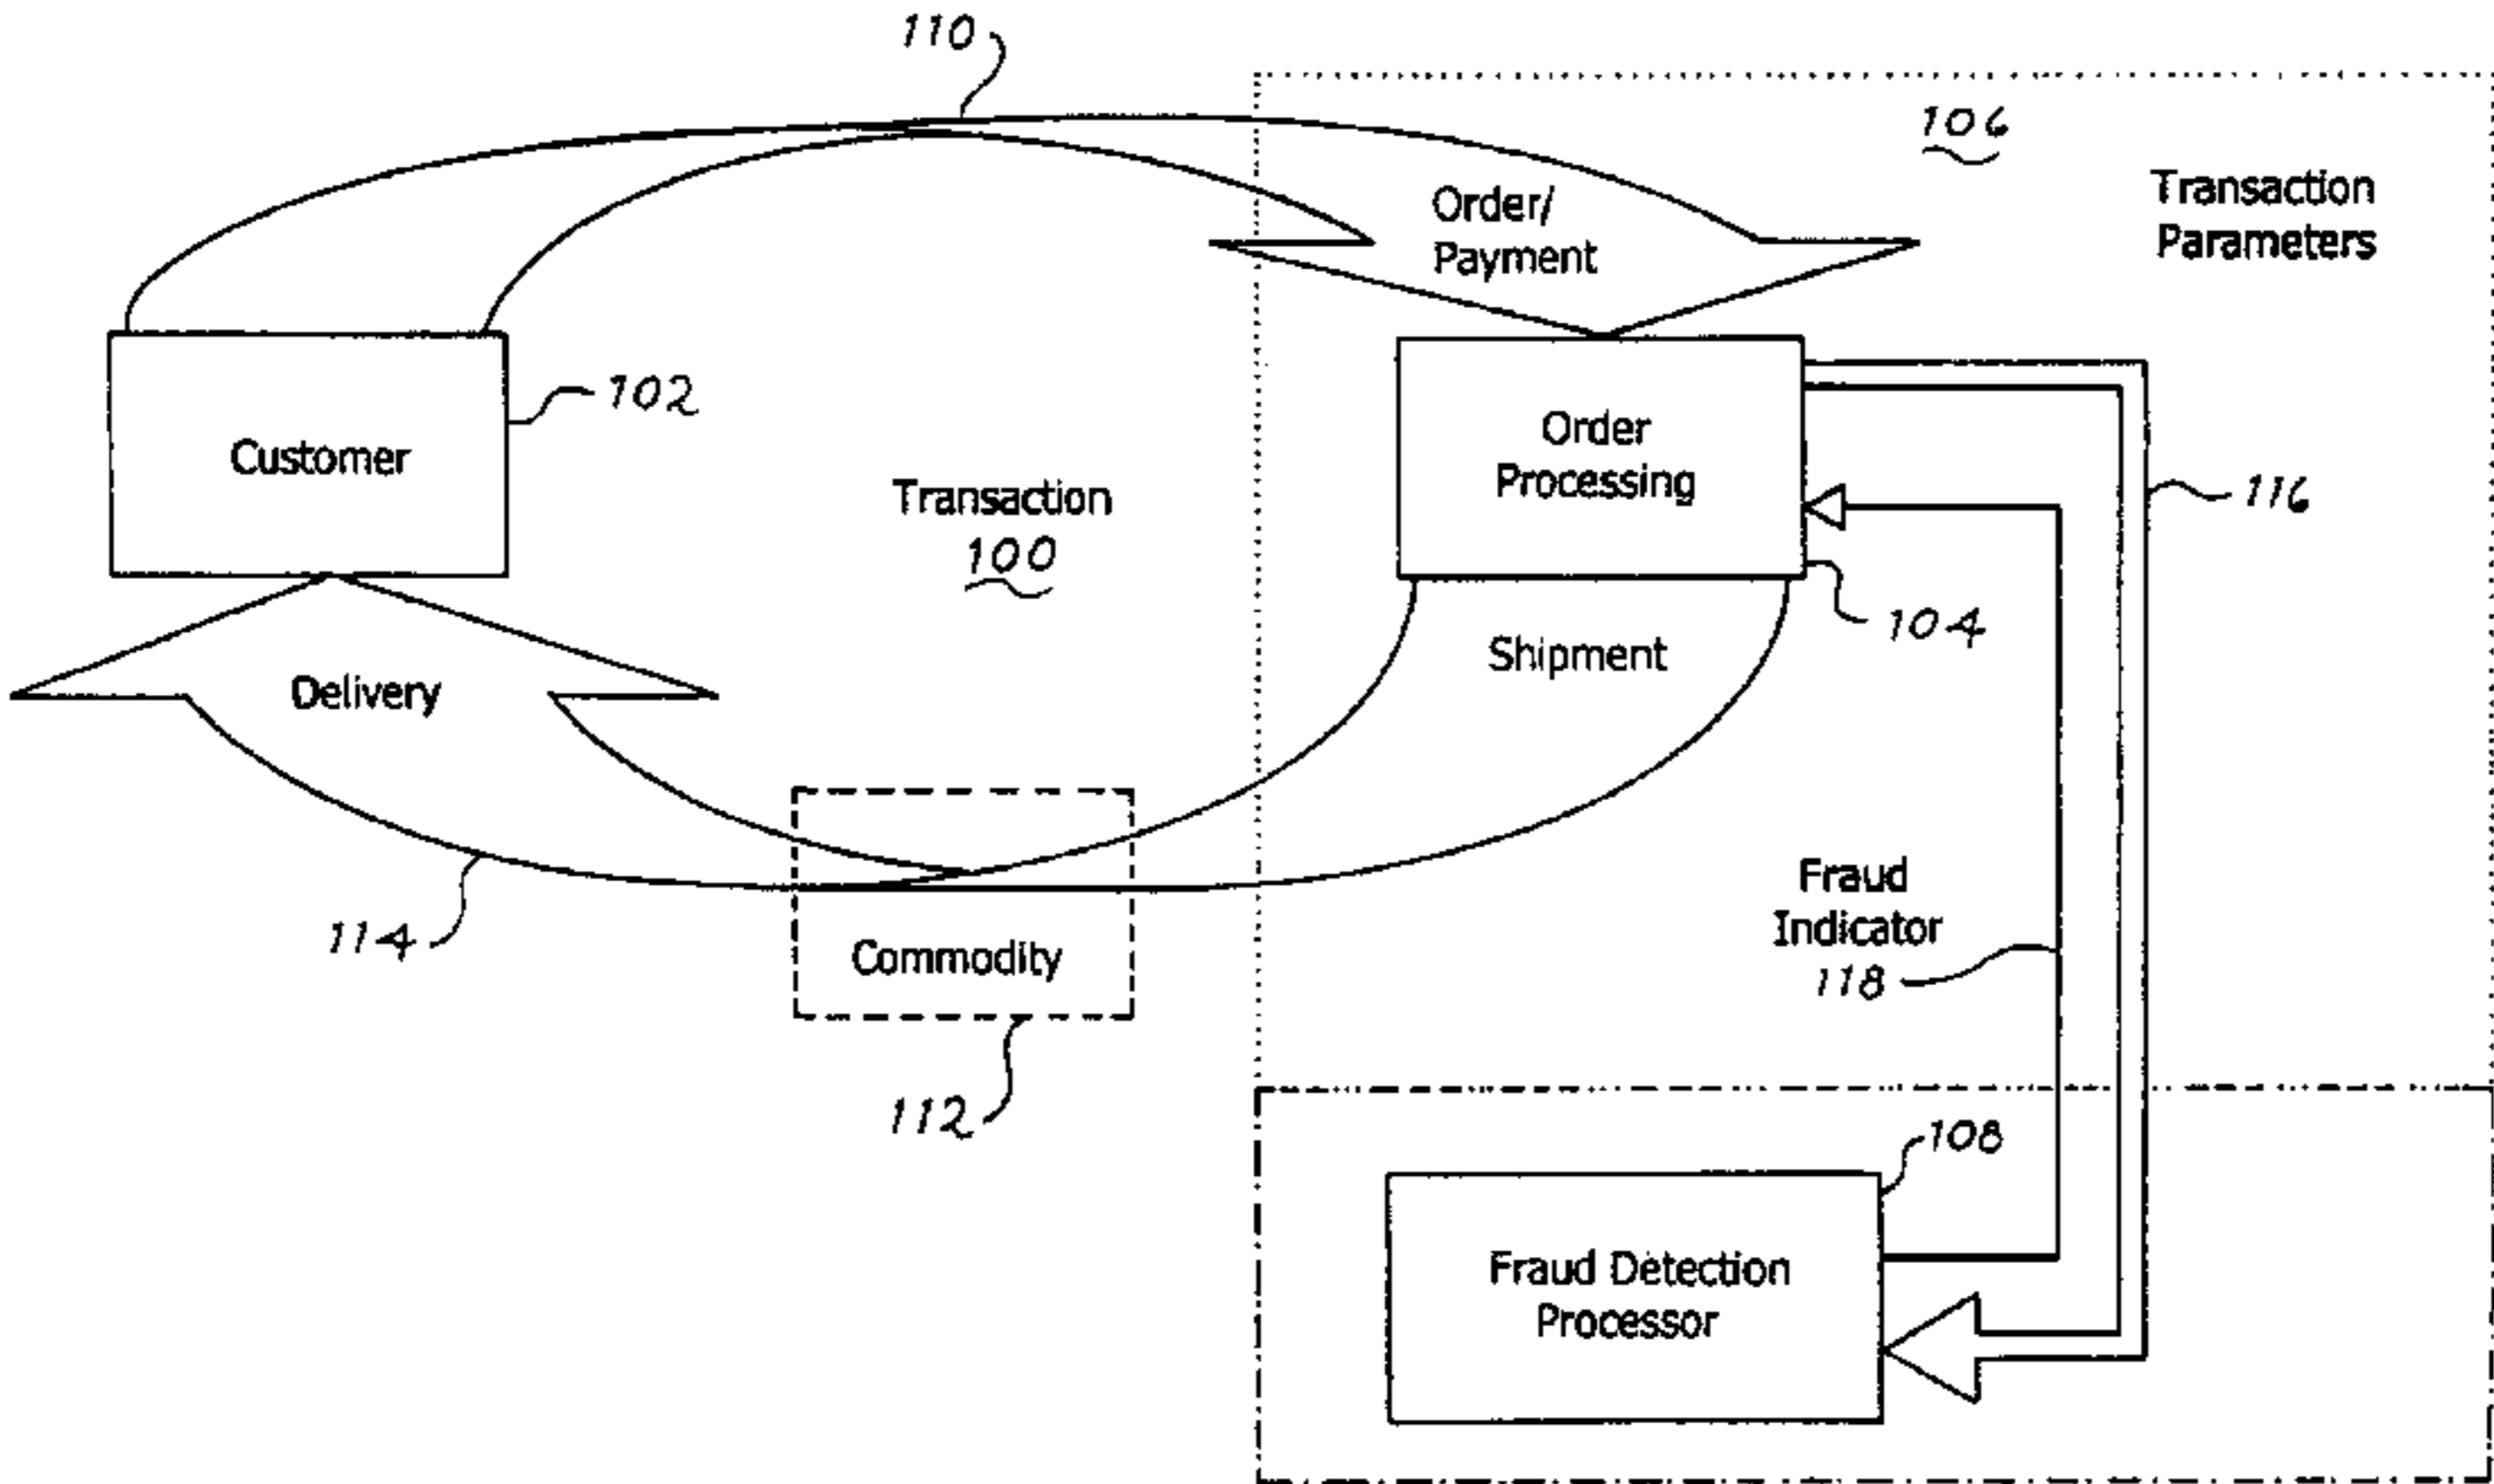 110
106
Transaction
Parameters
Order/
Payment
102
Customer
Order
Processing
116
Transaction
100
104
Shipment
Delivery
Fraud
Indicator
118
114
Commodity
112
108
Fraud Detection
Processor